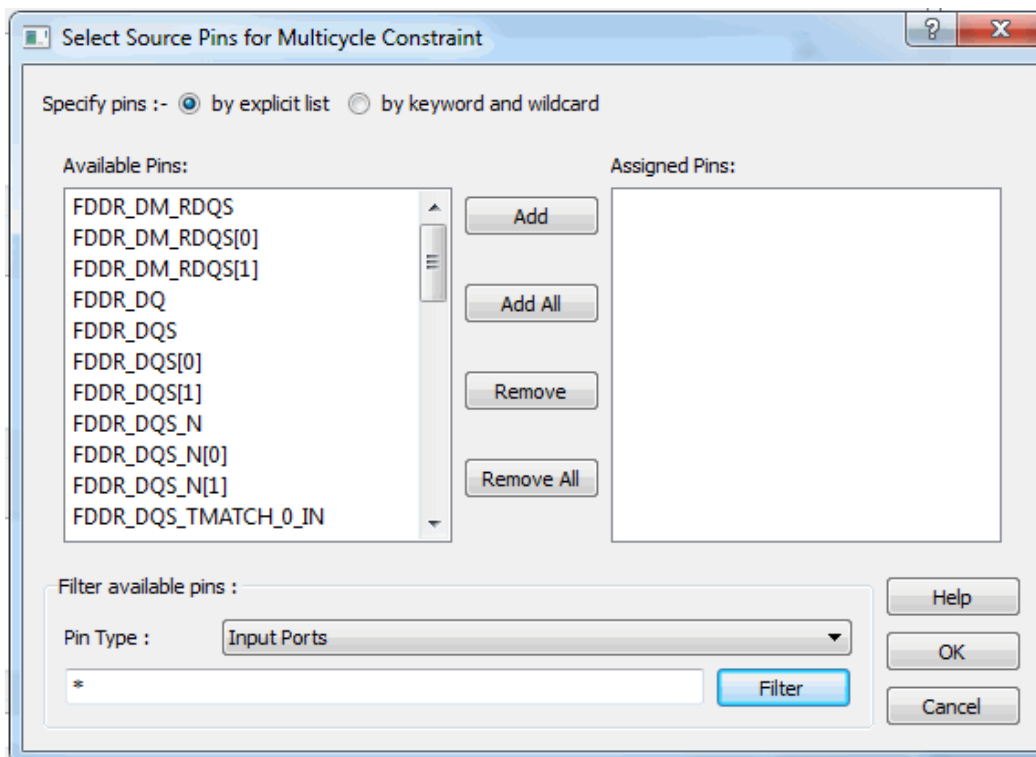 Select Source Pins for Multicycle Constraint
Specify pins :- by explicit list by keyword and wildcard
Available Pins:
Assigned Pins:
FDDR_DM_RDQS
FDDR_DM_RDQS[0]
FDDR_DM_RDQS[1]
FDDR_DQ
FDDR_DQS
FDDR_DQS[0]
FDDR_DQS[1]
FDDR_DQS_N
FDDR_DQS_N[0]
FDDR_DQS_N[1]
FDDR_DQS_TMATCH_0_IN
Add
Add All
Remove
Remove All
Filter available pins :
Pin Type : Input Ports
*
Filter
Help
OK
Cancel